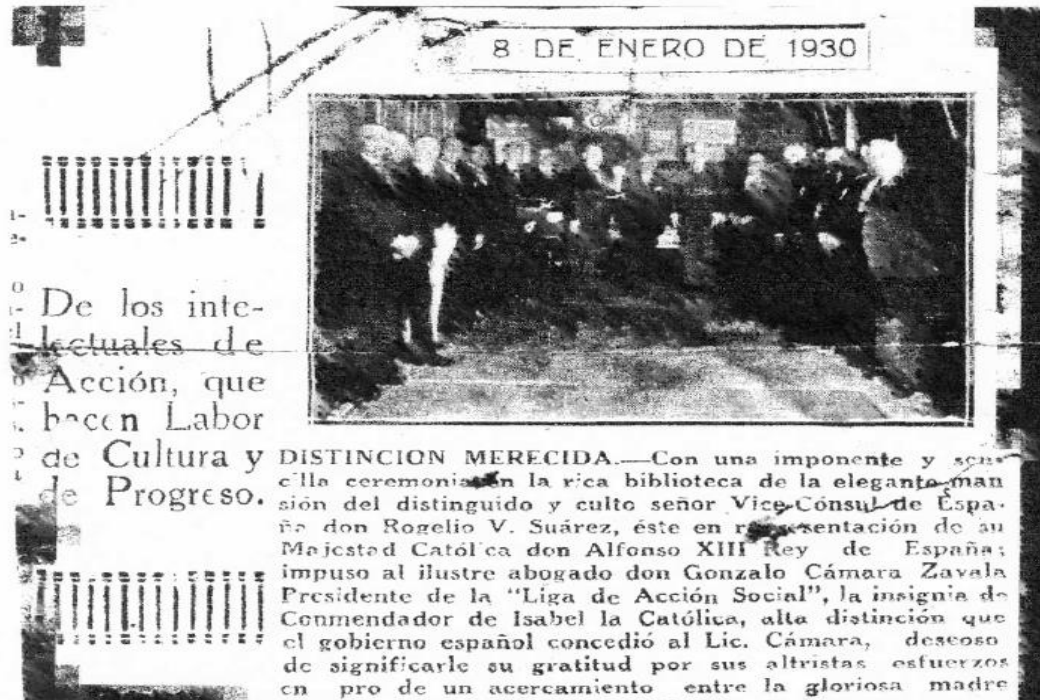 8 DE ENERO DE 1930
De los inte-
lectuales de
Acción, que
hacen Labor
de Cultura y
de Progreso.
DISTINCION MERECIDA.—Con una imponente y sen-
cilla ceremonia en la rica biblioteca de la elegante man
sión del distinguido y culto señor Vice-Cónsul de Espa-
ña don Rogelio V. Suárez, éste en representación de su
Majestad Católica don Alfonso XIII Rey de España;
impuso al ilustre abogado don Gonzalo Cámara Zavala
Presidente de la "Liga de Acción Social", la insignia de
Conmendador de Isabel la Católica, alta distinción que
el gobierno español concedió al Lic. Cámara, deseoso
de significarle su gratitud por sus altristas esfuerzos
en pro de un acercamiento entre la gloriosa madre